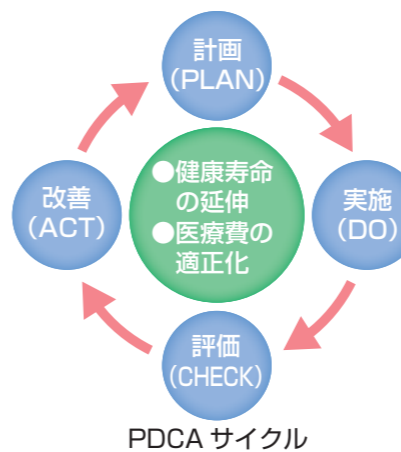 計画
(PLAN)
実施
(DO)
評価
(CHECK)
改善
(ACT)
●健康寿命
の延伸
●医療費の
適正化
PDCA サイクル